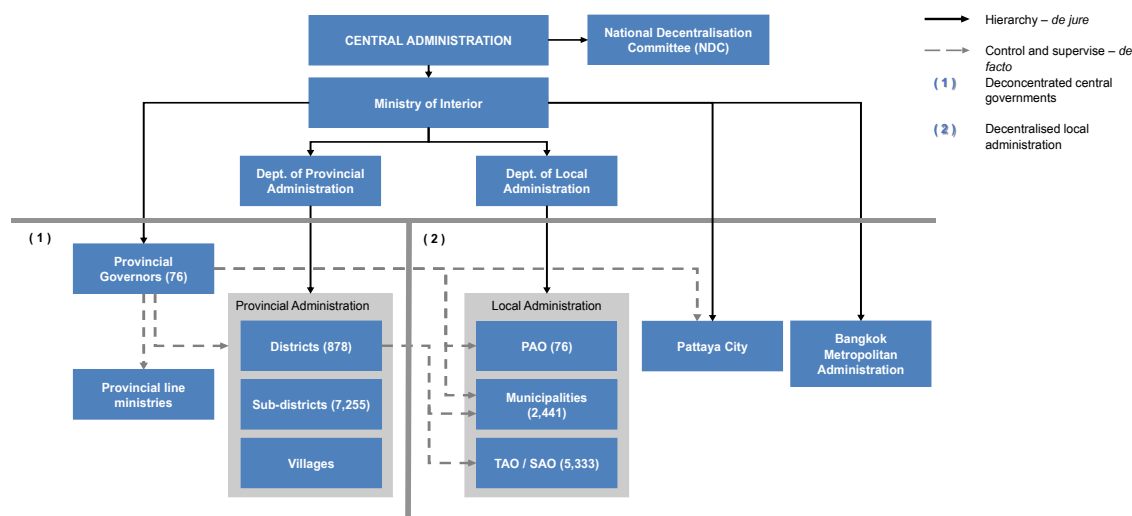 CENTRAL ADMINISTRATION
National Decentralisation
Committee (NDC)
Hierarchy – de jure
Control and supervise – de
facto
( 1 ) Deconcentrated central
governments
( 2 ) Decentralised local
administration
Ministry of Interior
Dept. of Provincial
Administration
Dept. of Local
Administration
( 1 )
( 2 )
Provincial
Governors (76)
Provincial Administration
Local Administration
Districts (878)
PAO (76)
Pattaya City
Bangkok
Metropolitan
Administration
Provincial line
ministries
Sub-districts (7,255)
Municipalities
(2,441)
Villages
TAO / SAO (5,333)